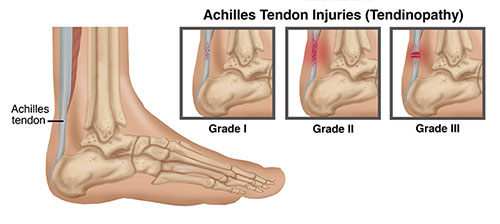 Achilles Tendon Injuries (Tendinopathy)
Achilles
tendon
Grade I
Grade II
Grade III